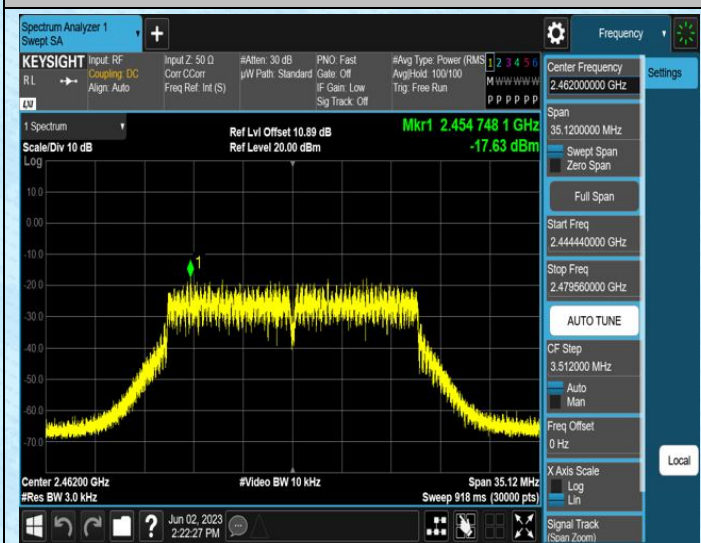 Spectrum Analyzer 1
Swept SA
+
Frequency
KEYSIGHT
RL
LXI
Input: RF
Coupling: DC
Align: Auto
Input Z: 50 Ω
Corr CCorr
Freq Ref: Int (S)
#Atten: 30 dB
µW Path: Standard
PNO: Fast
Gate: Off
IF Gain: Low
Sig Track: Off
#Avg Type: Power (RMS
Avg|Hold: 100/100
Trig: Free Run
1 2 3 4 5 6
M W W W W W
P P P P P P
1 Spectrum
Scale/Div 10 dB
Log
Ref Lvl Offset 10.89 dB
Ref Level 20.00 dBm
Mkr1 2.454 748 1 GHz
-17.63 dBm
10.0
0.00
-10.0
1
-20.0
-30.0
-40.0
-50.0
-60.0
-70.0
Center 2.46200 GHz
#Res BW 3.0 kHz
#Video BW 10 kHz
Span 35.12 MHz
Sweep 918 ms (30000 pts)
Center Frequency
2.462000000 GHz
Span
35.1200000 MHz
Swept Span
Zero Span
Full Span
Start Freq
2.444440000 GHz
Stop Freq
2.479560000 GHz
AUTO TUNE
CF Step
3.512000 MHz
Auto
Man
Freq Offset
0 Hz
X Axis Scale
Log
Lin
Signal Track
(Span Zoom)
Settings
Local
?
Jun 02, 2023
2:22:27 PM